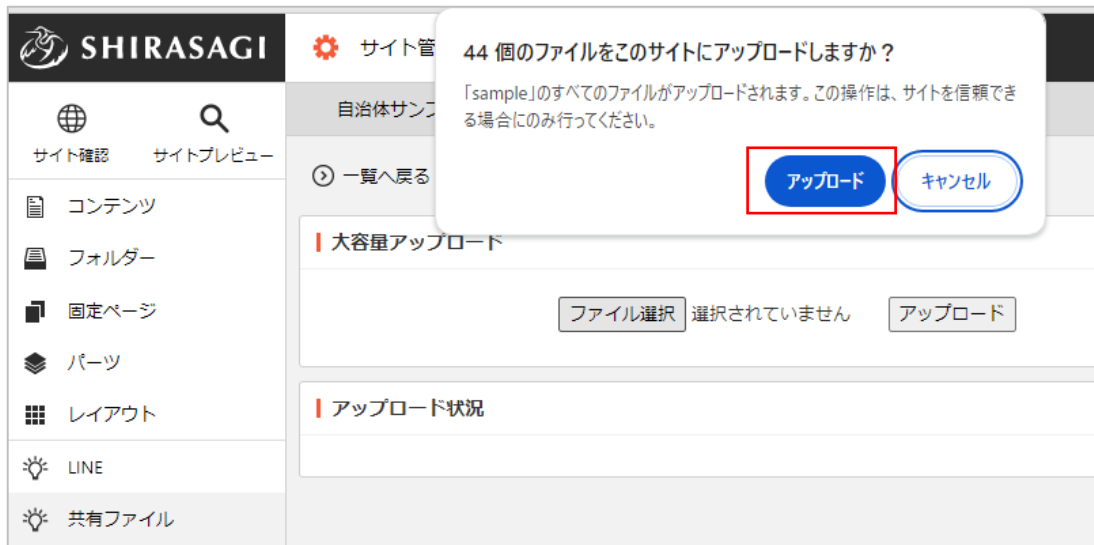 SHIRASAGI
サイト管
44 個のファイルをこのサイトにアップロードしますか？
「sample」のすべてのファイルがアップロードされます。この操作は、サイトを信頼でき
る場合にのみ行ってください。
アップロード
キャンセル
サイト確認
サイトプレビュー
自治体サンプ
一覧へ戻る
コンテンツ
フォルダー
固定ページ
パーツ
レイアウト
LINE
共有ファイル
大容量アップロード
ファイル選択 選択されていません
アップロード
アップロード状況